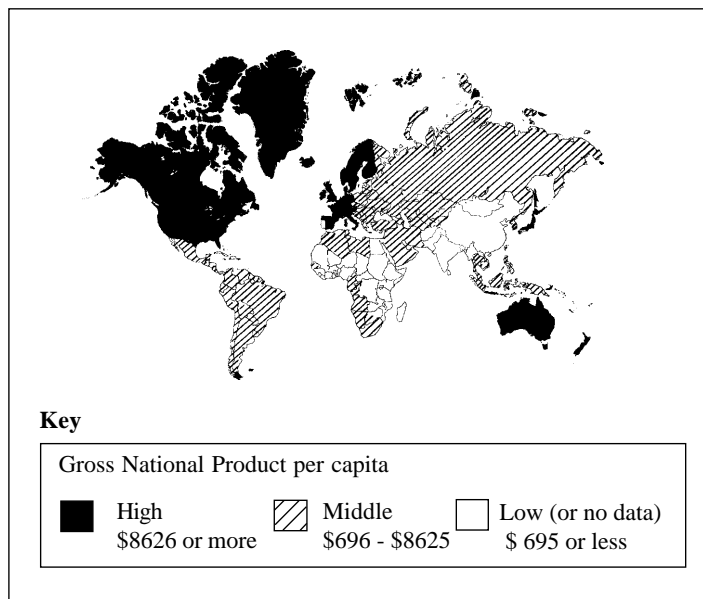 Key
Gross National Product per capita
High
$8626 or more
Middle
$696 - $8625
Low (or no data)
$ 695 or less